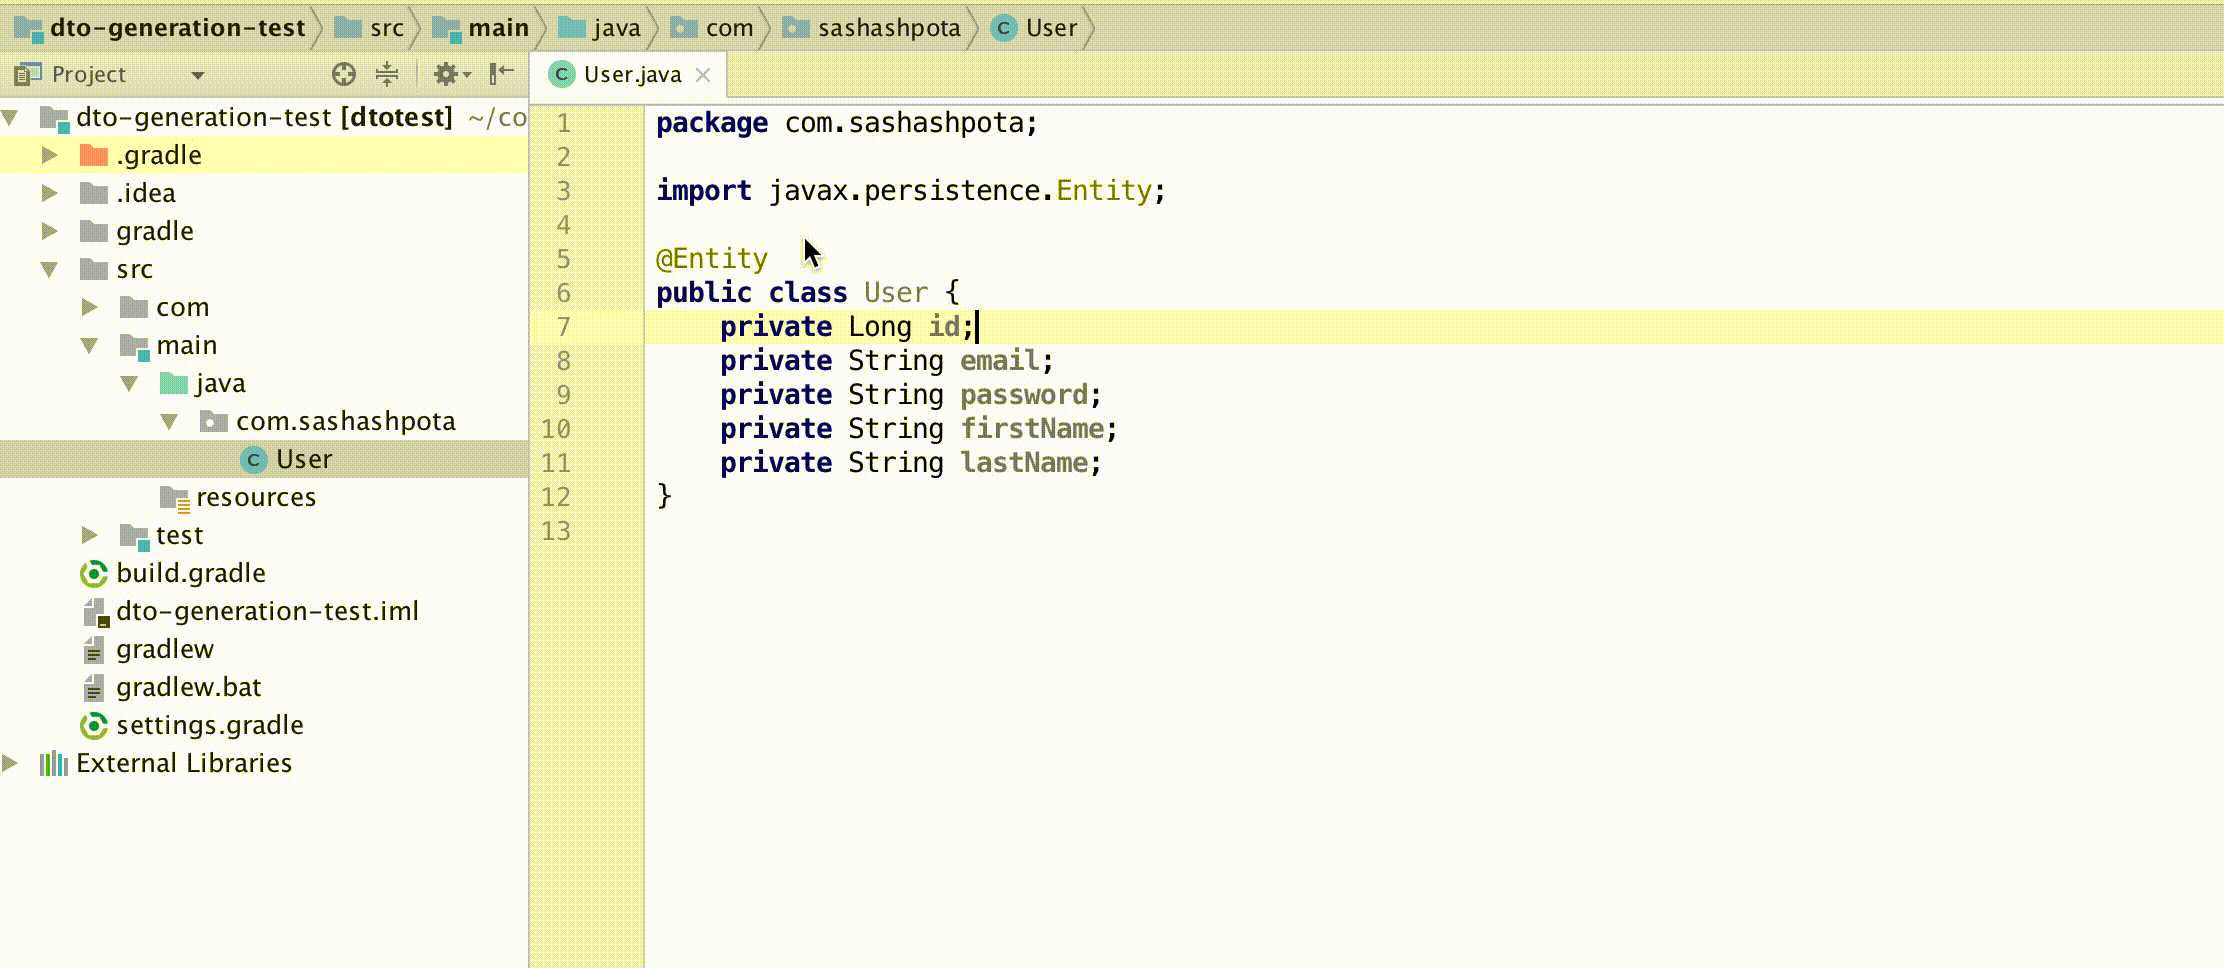 dto-generation-test src main java com sashashpota User
Project
User.java
dto-generation-test [dtotest] ~/co
.gradle
.idea
gradle
src
com
main
java
com.sashashpota
User
resources
test
build.gradle
dto-generation-test.iml
gradlew
gradlew.bat
settings.gradle
External Libraries
1 package com.sashashpota;
2
3 import javax.persistence.Entity;
4
5 @Entity
6 public class User {
7     private Long id;
8     private String email;
9     private String password;
10     private String firstName;
11     private String lastName;
12 }
13